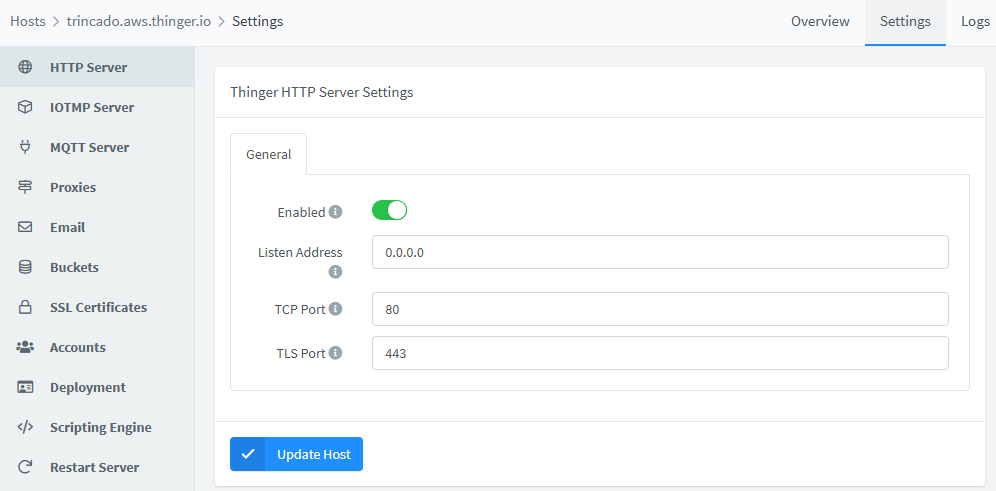 Hosts > trincado.aws.thinger.io > Settings
Overview
Settings
Logs
HTTP Server
IOTMP Server
MQTT Server
Proxies
Email
Buckets
SSL Certificates
Accounts
Deployment
Scripting Engine
Restart Server
Thinger HTTP Server Settings
General
Enabled
Listen Address
0.0.0.0
TCP Port
80
TLS Port
443
Update Host